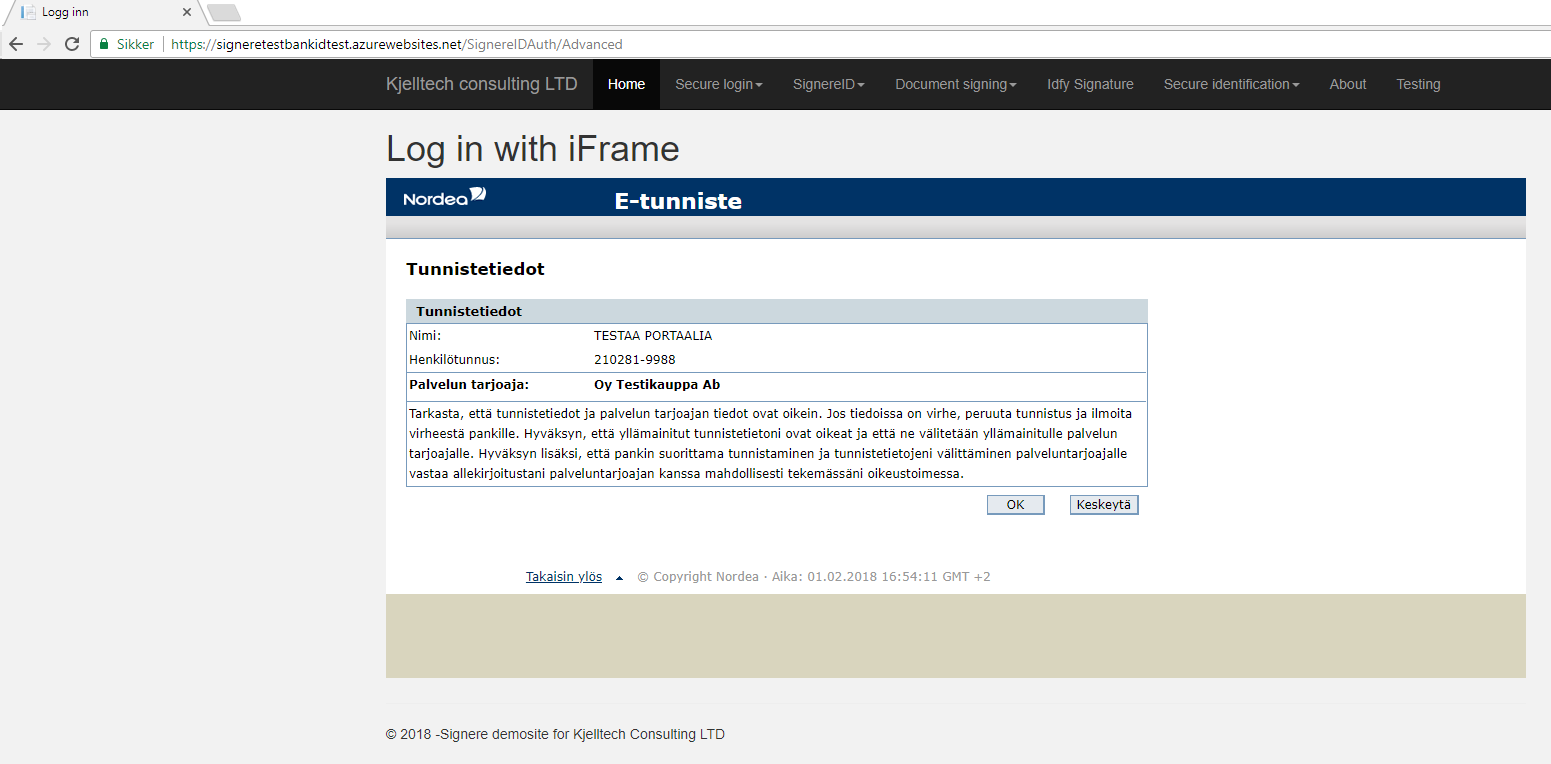 Logg inn
Sikker https://signeretestbankidtest.azurewebsites.net/SignereIDAuth/Advanced
Kjelltech consulting LTD Home Secure login SignereID Document signing Idfy Signature Secure identification About Testing
Log in with iFrame
Nordea E-tunniste
Tunnistetiedot
Tunnistetiedot
Nimi: TESTAA PORTAALIA
Henkilötunnus: 210281-9988
Palvelun tarjoaja: Oy Testikauppa Ab
Tarkasta, että tunnistetiedot ja palvelun tarjoajan tiedot ovat oikein. Jos tiedoissa on virhe, peruuta tunnistus ja ilmoita
virheestä pankille. Hyväksyn, että yllämainitut tunnistetietoni ovat oikeat ja että ne välitetään yllämainitulle palvelun
tarjoajalle. Hyväksyn lisäksi, että pankin suorittama tunnistaminen ja tunnistetietojeni välittäminen palveluntarjoajalle
vastaa allekirjoitustani palveluntarjoajan kanssa mahdollisesti tekemässäni oikeustoimessa.
OK Keskeytä
Takaisin ylös © Copyright Nordea · Aika: 01.02.2018 16:54:11 GMT +2
© 2018 -Signere demosite for Kjelltech Consulting LTD